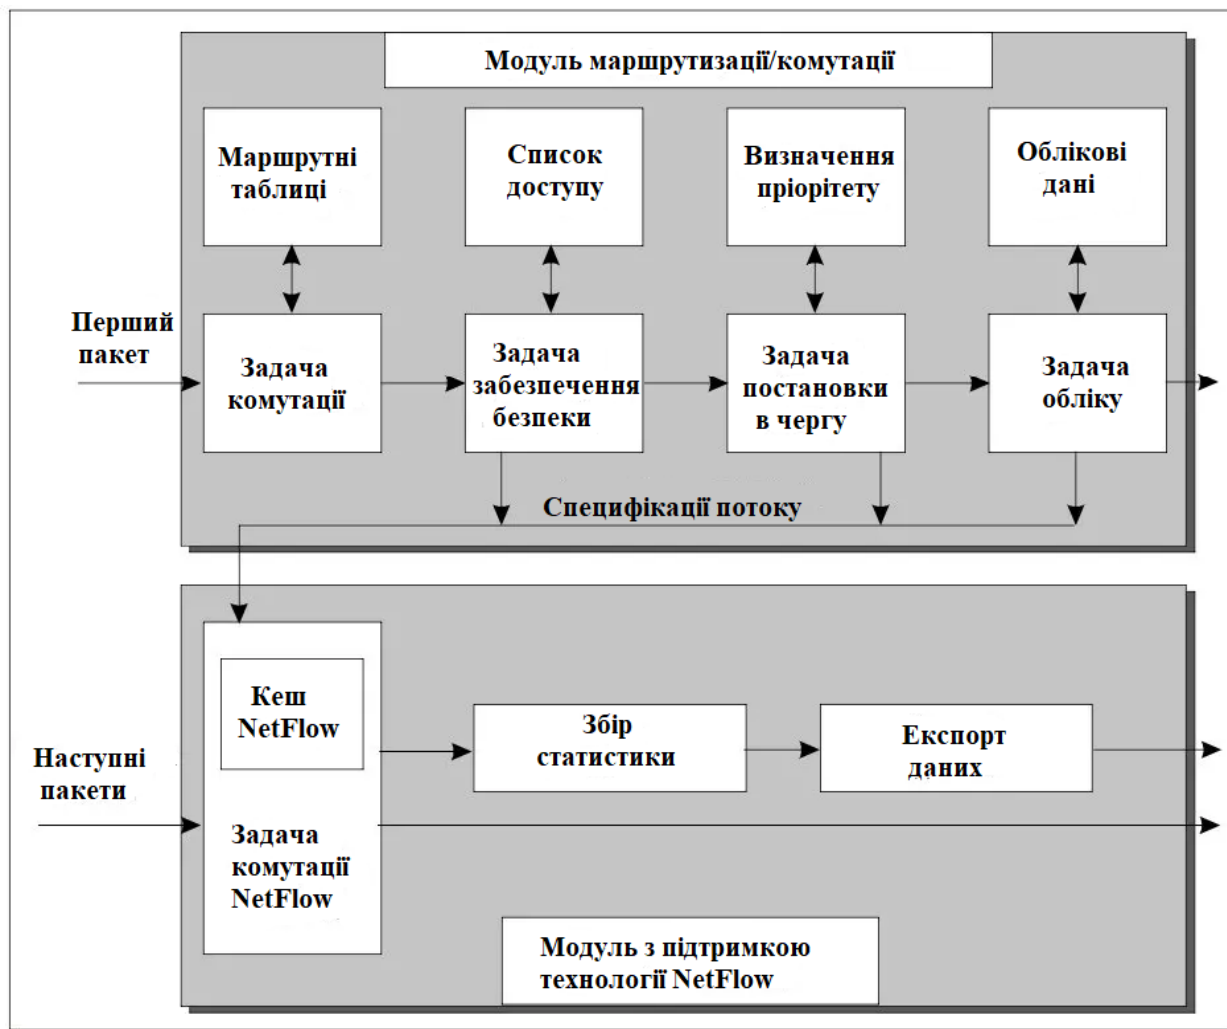 Модуль маршрутизації/комутації
Маршрутні
таблиці
Список
доступу
Визначення
пріорітету
Облікові
дані
Перший
пакет
Задача
комутації
Задача
забезпечення
безпеки
Задача
постановки
в чергу
Задача
обліку
Специфікації потоку
Кеш
NetFlow
Збір
статистики
Експорт
даних
Наступні
пакети
Задача
комутації
NetFlow
Модуль з підтримкою
технології NetFlow